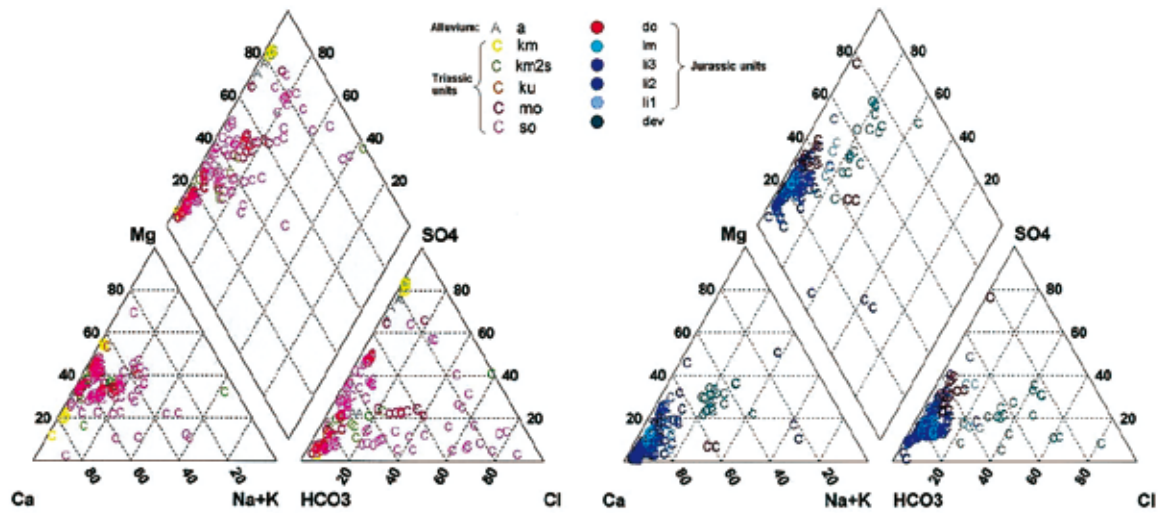 Alluvium: A a
Triassic units
C km
C km2s
C ku
C mo
C so
do
lm
li3
li2
li1
dev
Jurassic units
80 80
60 60
40 40
20 20
Mg SO4
80 80
60 60
40 40
20 20
80 60 40 20 20 40 60 80
Ca Na+K HCO3 Cl
80 80
60 60
40 40
20 20
Mg SO4
80 80
60 60
40 40
20 20
80 60 40 20 20 40 60 80
Ca Na+K HCO3 Cl